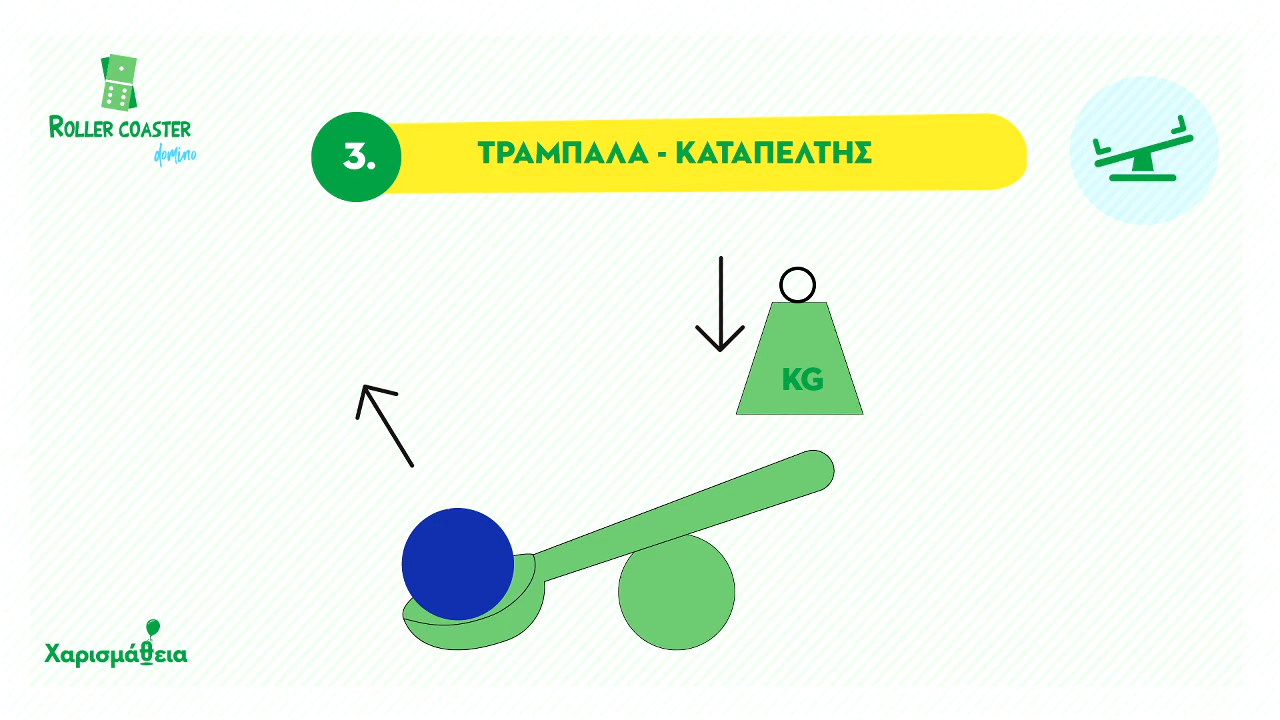 ROLLER COASTER
domino
3.
ΤΡΑΜΠΑΛΑ - ΚΑΤΑΠΕΛΤΗΣ
KG
Χαρισμάθεια